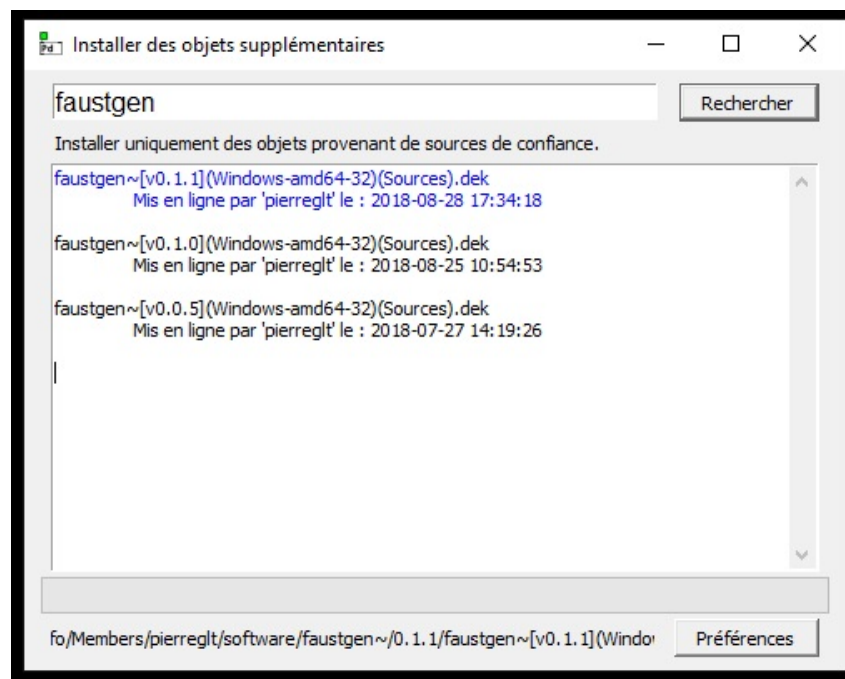 Pd Installer des objets supplémentaires
faustgen Rechercher
Installer uniquement des objets provenant de sources de confiance.
faustgen~[v0.1.1](Windows-amd64-32)(Sources).dek
Mis en ligne par 'pierreglt' le : 2018-08-28 17:34:18
faustgen~[v0.1.0](Windows-amd64-32)(Sources).dek
Mis en ligne par 'pierreglt' le : 2018-08-25 10:54:53
faustgen~[v0.0.5](Windows-amd64-32)(Sources).dek
Mis en ligne par 'pierreglt' le : 2018-07-27 14:19:26
fo/Members/pierreglt/software/faustgen~/0.1.1/faustgen~[v0.1.1](Window Préférences